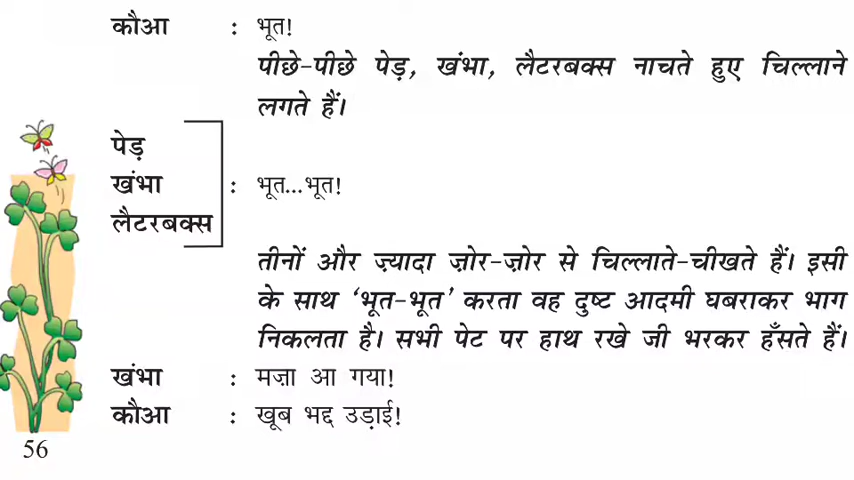 कौआ : भूत!
पीछे-पीछे पेड़, खंभा, लैटरबक्स नाचते हुए चिल्लाने
लगते हैं।
पेड़
खंभा : भूत...भूत!
लैटरबक्स
तीनों और ज़्यादा ज़ोर-ज़ोर से चिल्लाते-चीखते हैं। इसी
के साथ ‘भूत-भूत’ करता वह दुष्ट आदमी घबराकर भाग
निकलता है। सभी पेट पर हाथ रखे जी भरकर हँसते हैं।
खंभा : मज़ा आ गया!
कौआ : खूब भद्द उड़ाई!
56